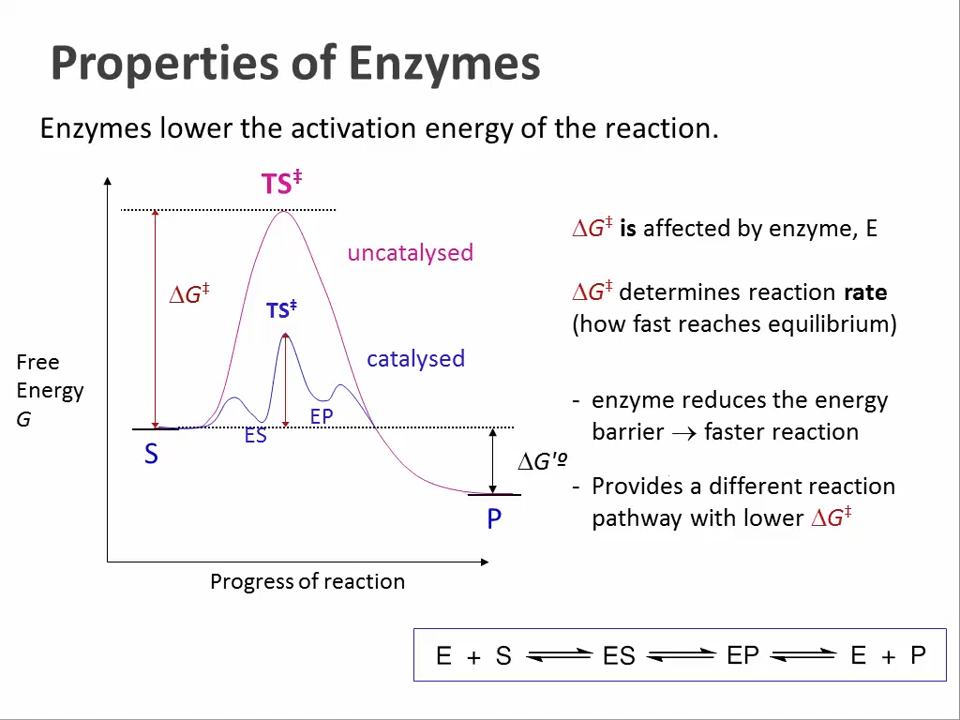 Properties of Enzymes
Enzymes lower the activation energy of the reaction.
TS‡
uncatalysed
ΔG‡
TS‡
catalysed
Free
Energy
G
EP
ES
S
ΔG'º
P
Progress of reaction
ΔG‡ is affected by enzyme, E
ΔG‡ determines reaction rate
(how fast reaches equilibrium)
- enzyme reduces the energy
barrier → faster reaction
- Provides a different reaction
pathway with lower ΔG‡
E + S ⇌ ES ⇌ EP ⇌ E + P